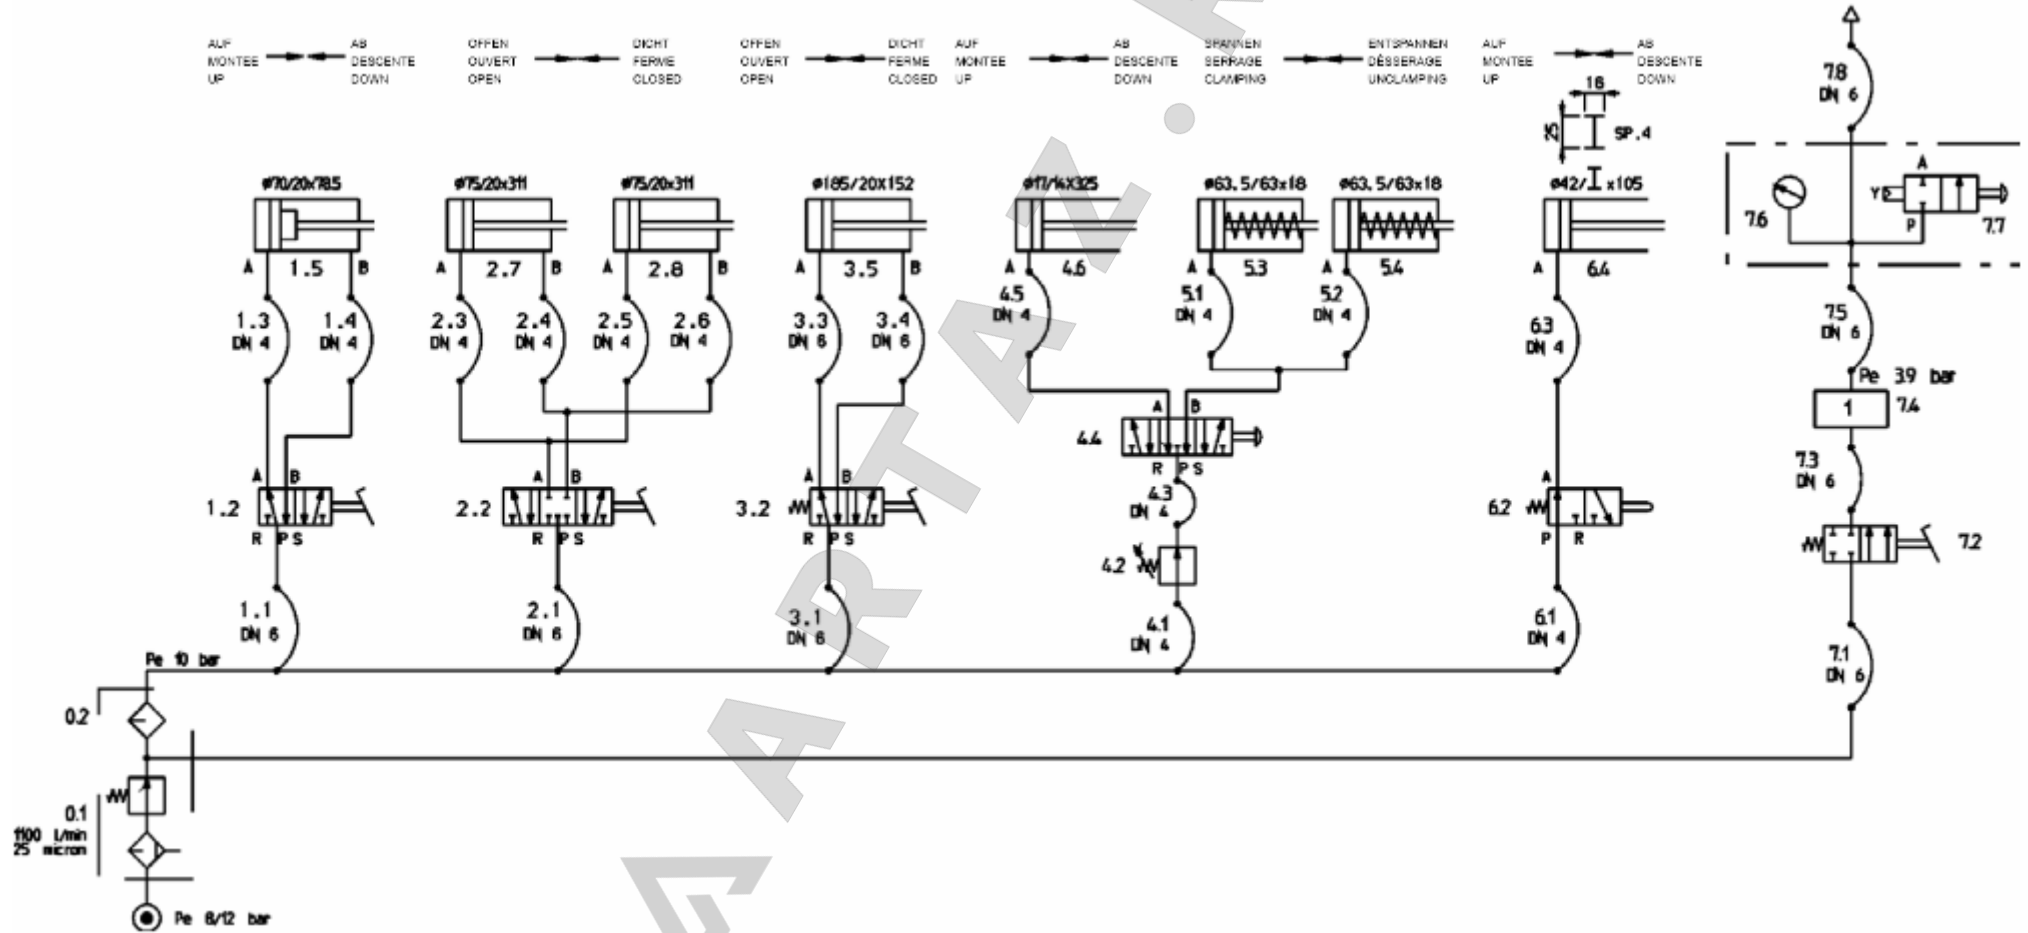 AUF
MONTEE
UP
AB
DESCENTE
DOWN
OFFEN
OUVERT
OPEN
DICHT
FERME
CLOSED
OFFEN
OUVERT
OPEN
DICHT
FERME
CLOSED
AUF
MONTEE
UP
AB
DESCENTE
DOWN
SPANNEN
SERRAGE
CLAMPING
ENTSPANNEN
DÉSSERAGE
UNCLAMPING
AUF
MONTEE
UP
AB
DESCENTE
DOWN
16
25
SP.4
ø70/20x78.5
ø75/20x311
ø75/20x311
ø185/20X152
ø17/14X325
ø63.5/63x18
ø63.5/63x18
ø42/ x105
A 1.5 B
A 2.7 B
A 2.8 B
A 3.5 B
A 4.6
A 5.3
A 5.4
A 6.4
7.8
DN 6
7.6
A
Y
P
7.7
1.3
DN 4
1.4
DN 4
2.3
DN 4
2.4
DN 4
2.5
DN 4
2.6
DN 4
3.3
DN 6
3.4
DN 6
4.5
DN 4
5.1
DN 4
5.2
DN 4
6.3
DN 4
7.5
DN 6
Pe 3.9 bar
1
7.4
7.3
DN 6
7.2
A B
1.2
R P S
A B
2.2
R P S
A B
3.2
R P S
A B
4.4
R P S
4.3
DN 4
4.2
4.1
DN 4
A
6.2
P R
6.1
DN 4
7.1
DN 6
1.1
DN 6
2.1
DN 6
3.1
DN 6
Pe 10 bar
0.2
0.1
1100 l/min
25 micron
Pe 8/12 bar
ARTAZ.